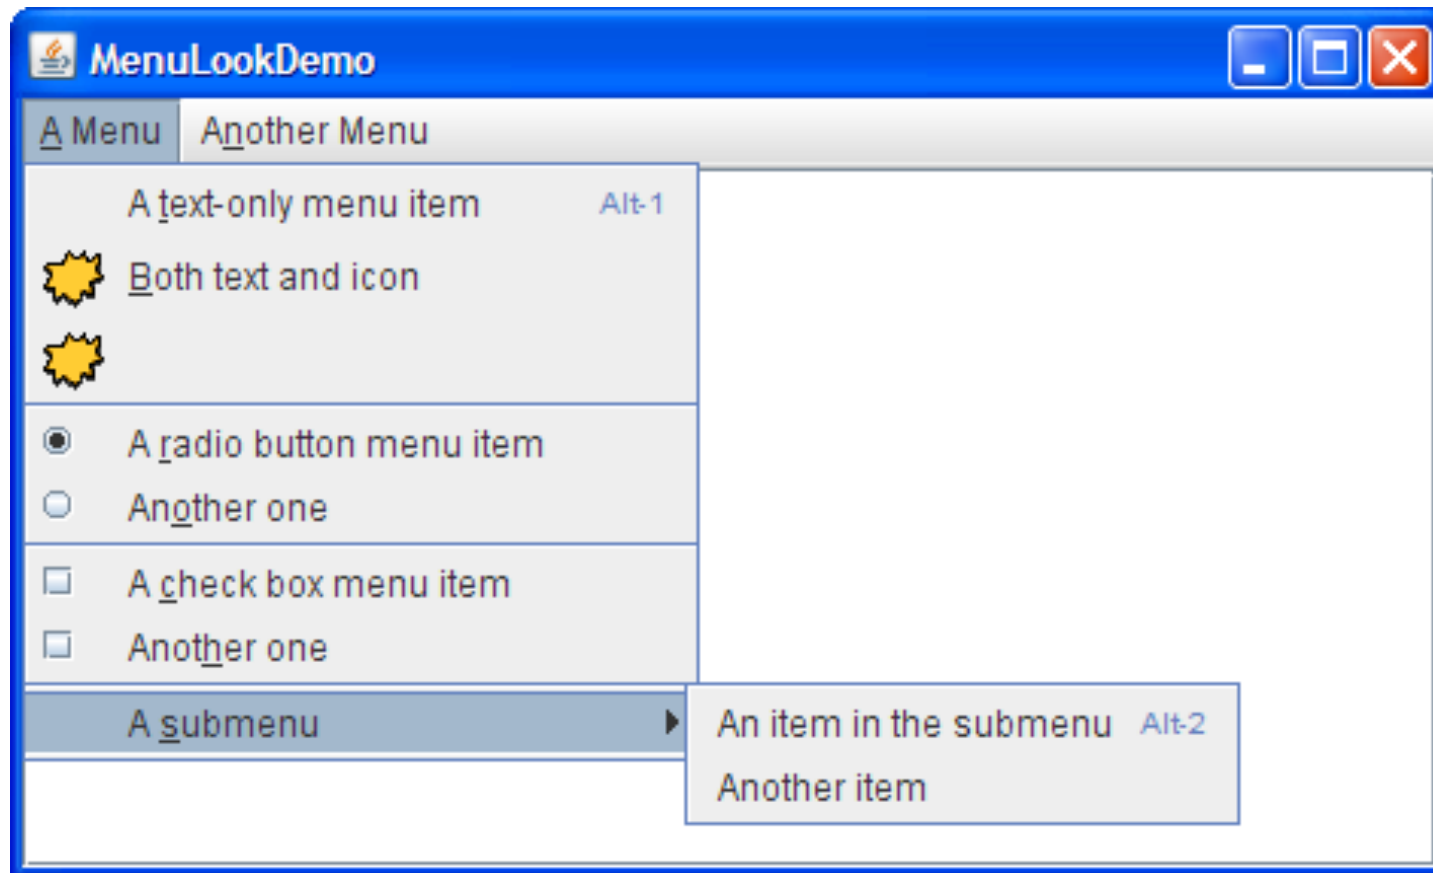 MenuLookDemo
A Menu Another Menu
A text-only menu item Alt-1
Both text and icon
A radio button menu item
Another one
A check box menu item
Another one
A submenu
An item in the submenu Alt-2
Another item